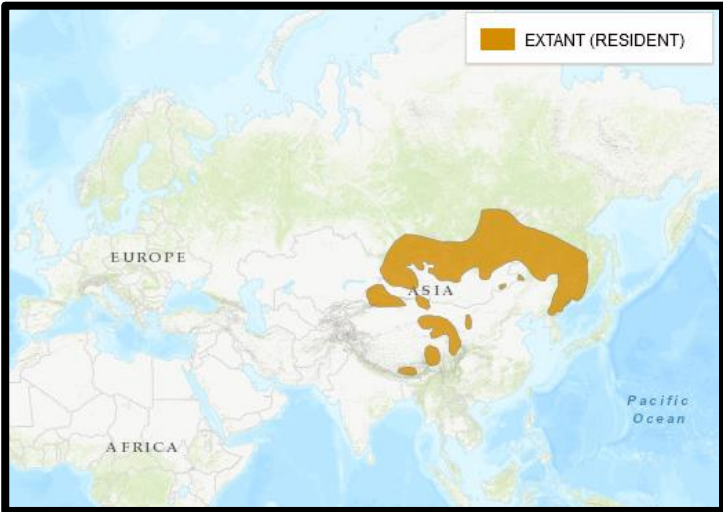 EXTANT (RESIDENT)
EUROPE
ASIA
Pacific
Ocean
AFRICA